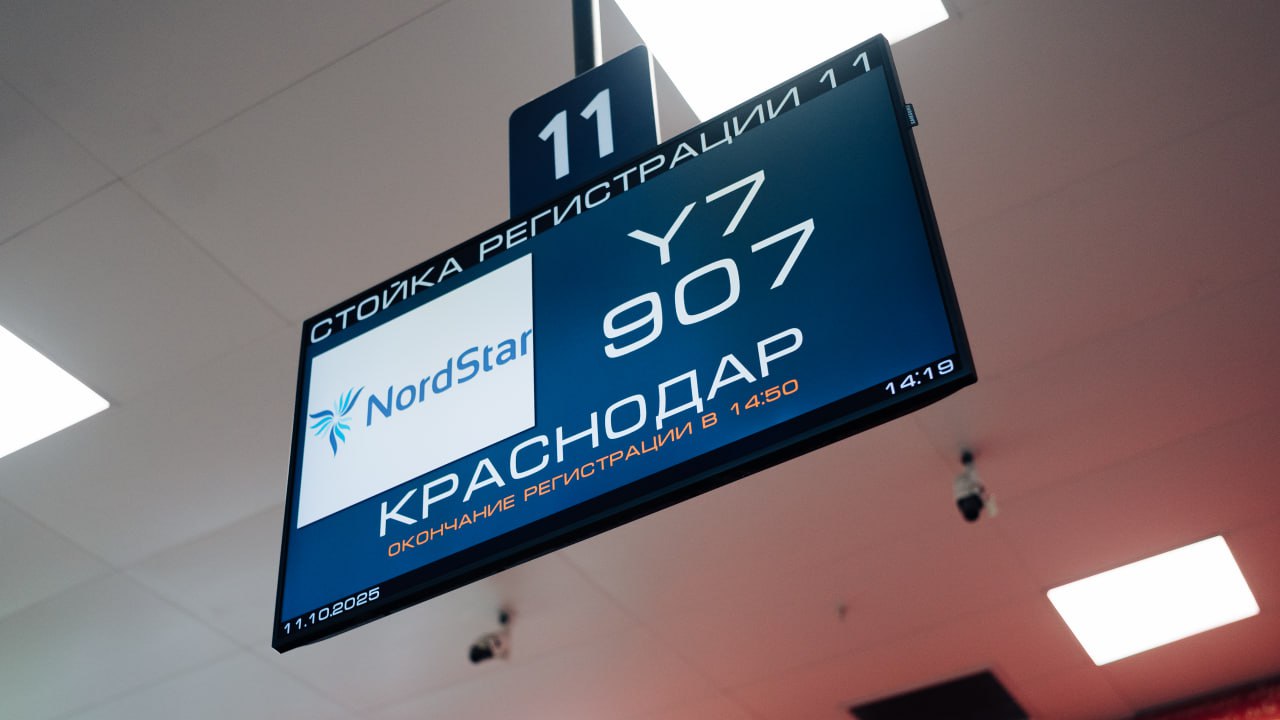 11
СТОЙКА РЕГИСТРАЦИИ 11
NordStar
Y7
907
КРАСНОДАР
ОКОНЧАНИЕ РЕГИСТРАЦИИ В 14:50
11.10.2025
14:19